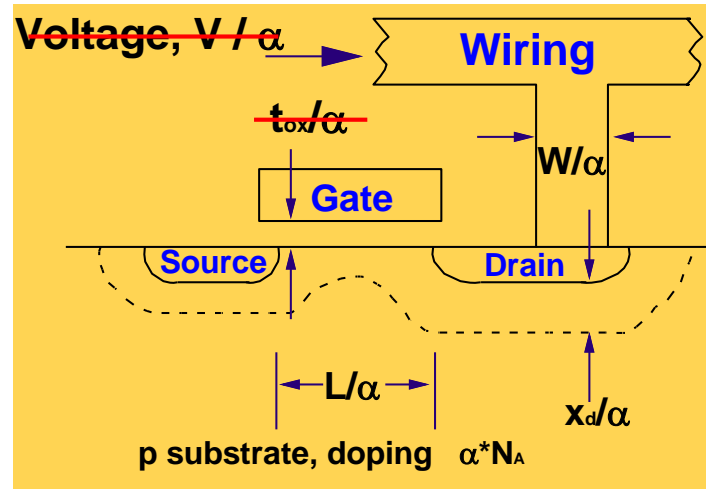 Voltage, V / α
Wiring
tox/α
W/α
Gate
Source
Drain
L/α
xd/α
p substrate, doping α*NA